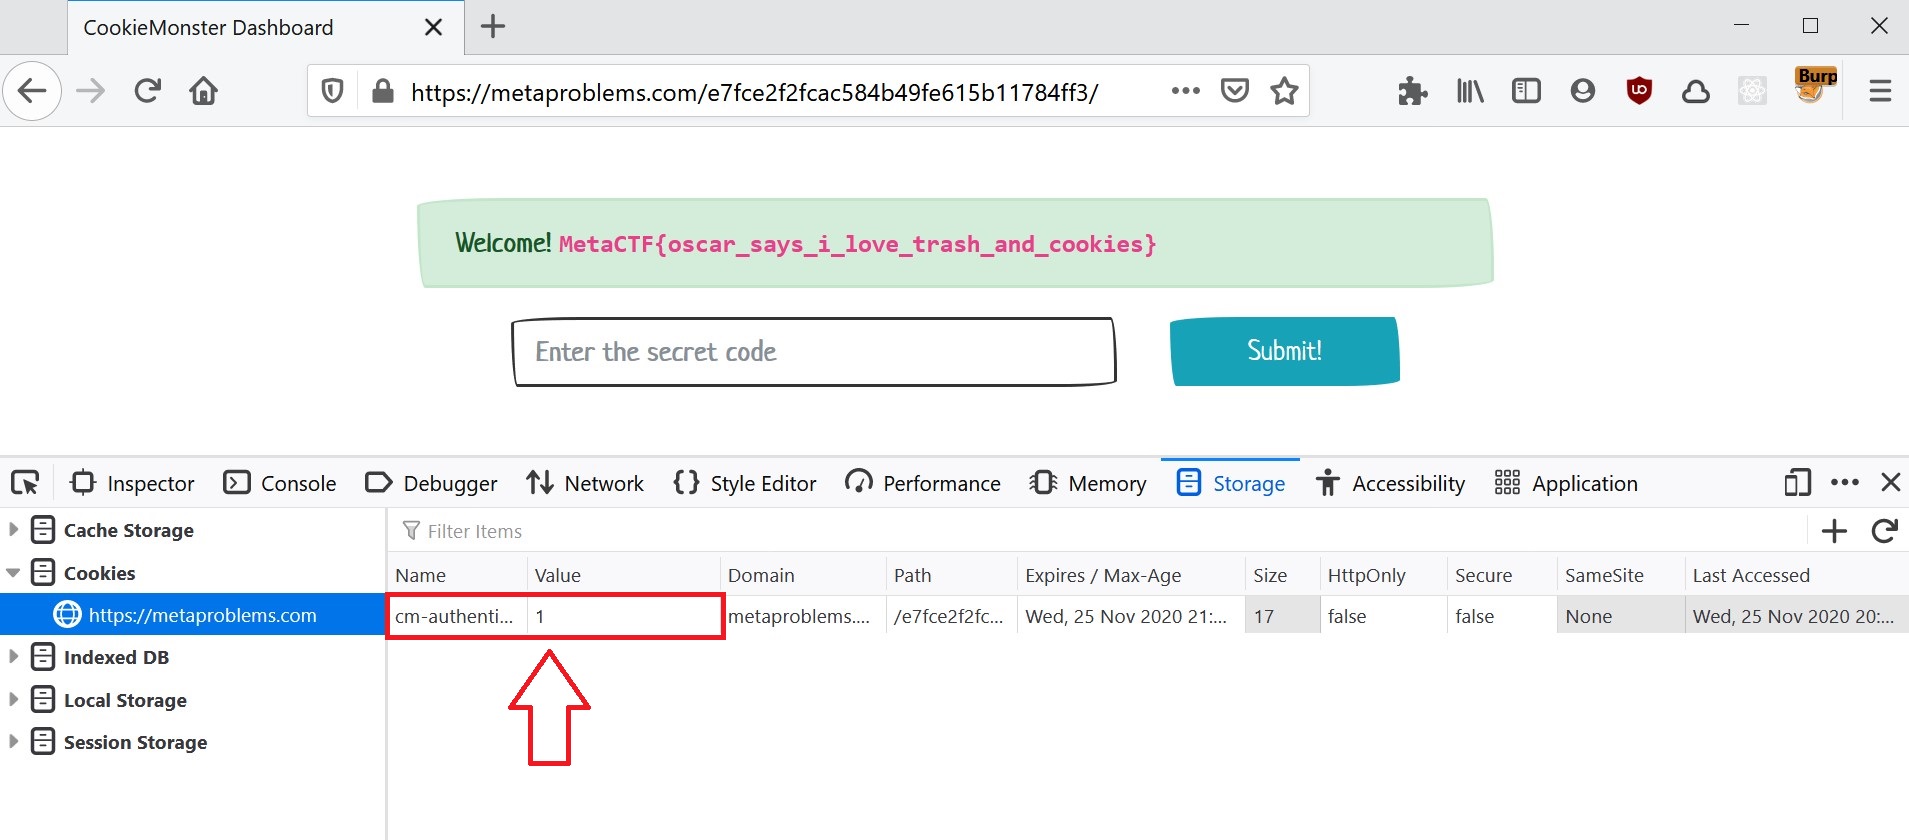 CookieMonster Dashboard
https://metaproblems.com/e7fce2f2fcac584b49fe615b11784ff3/
Burp
Welcome! MetaCTF{oscar_says_i_love_trash_and_cookies}
Enter the secret code
Submit!
Inspector Console Debugger Network Style Editor Performance Memory Storage Accessibility Application
Cache Storage
Filter Items
Cookies
Name Value Domain Path Expires / Max-Age Size HttpOnly Secure SameSite Last Accessed
https://metaproblems.com
cm-authenti... 1 metaproblems.... /e7fce2f2fc... Wed, 25 Nov 2020 21:... 17 false false None Wed, 25 Nov 2020 20:...
Indexed DB
Local Storage
Session Storage